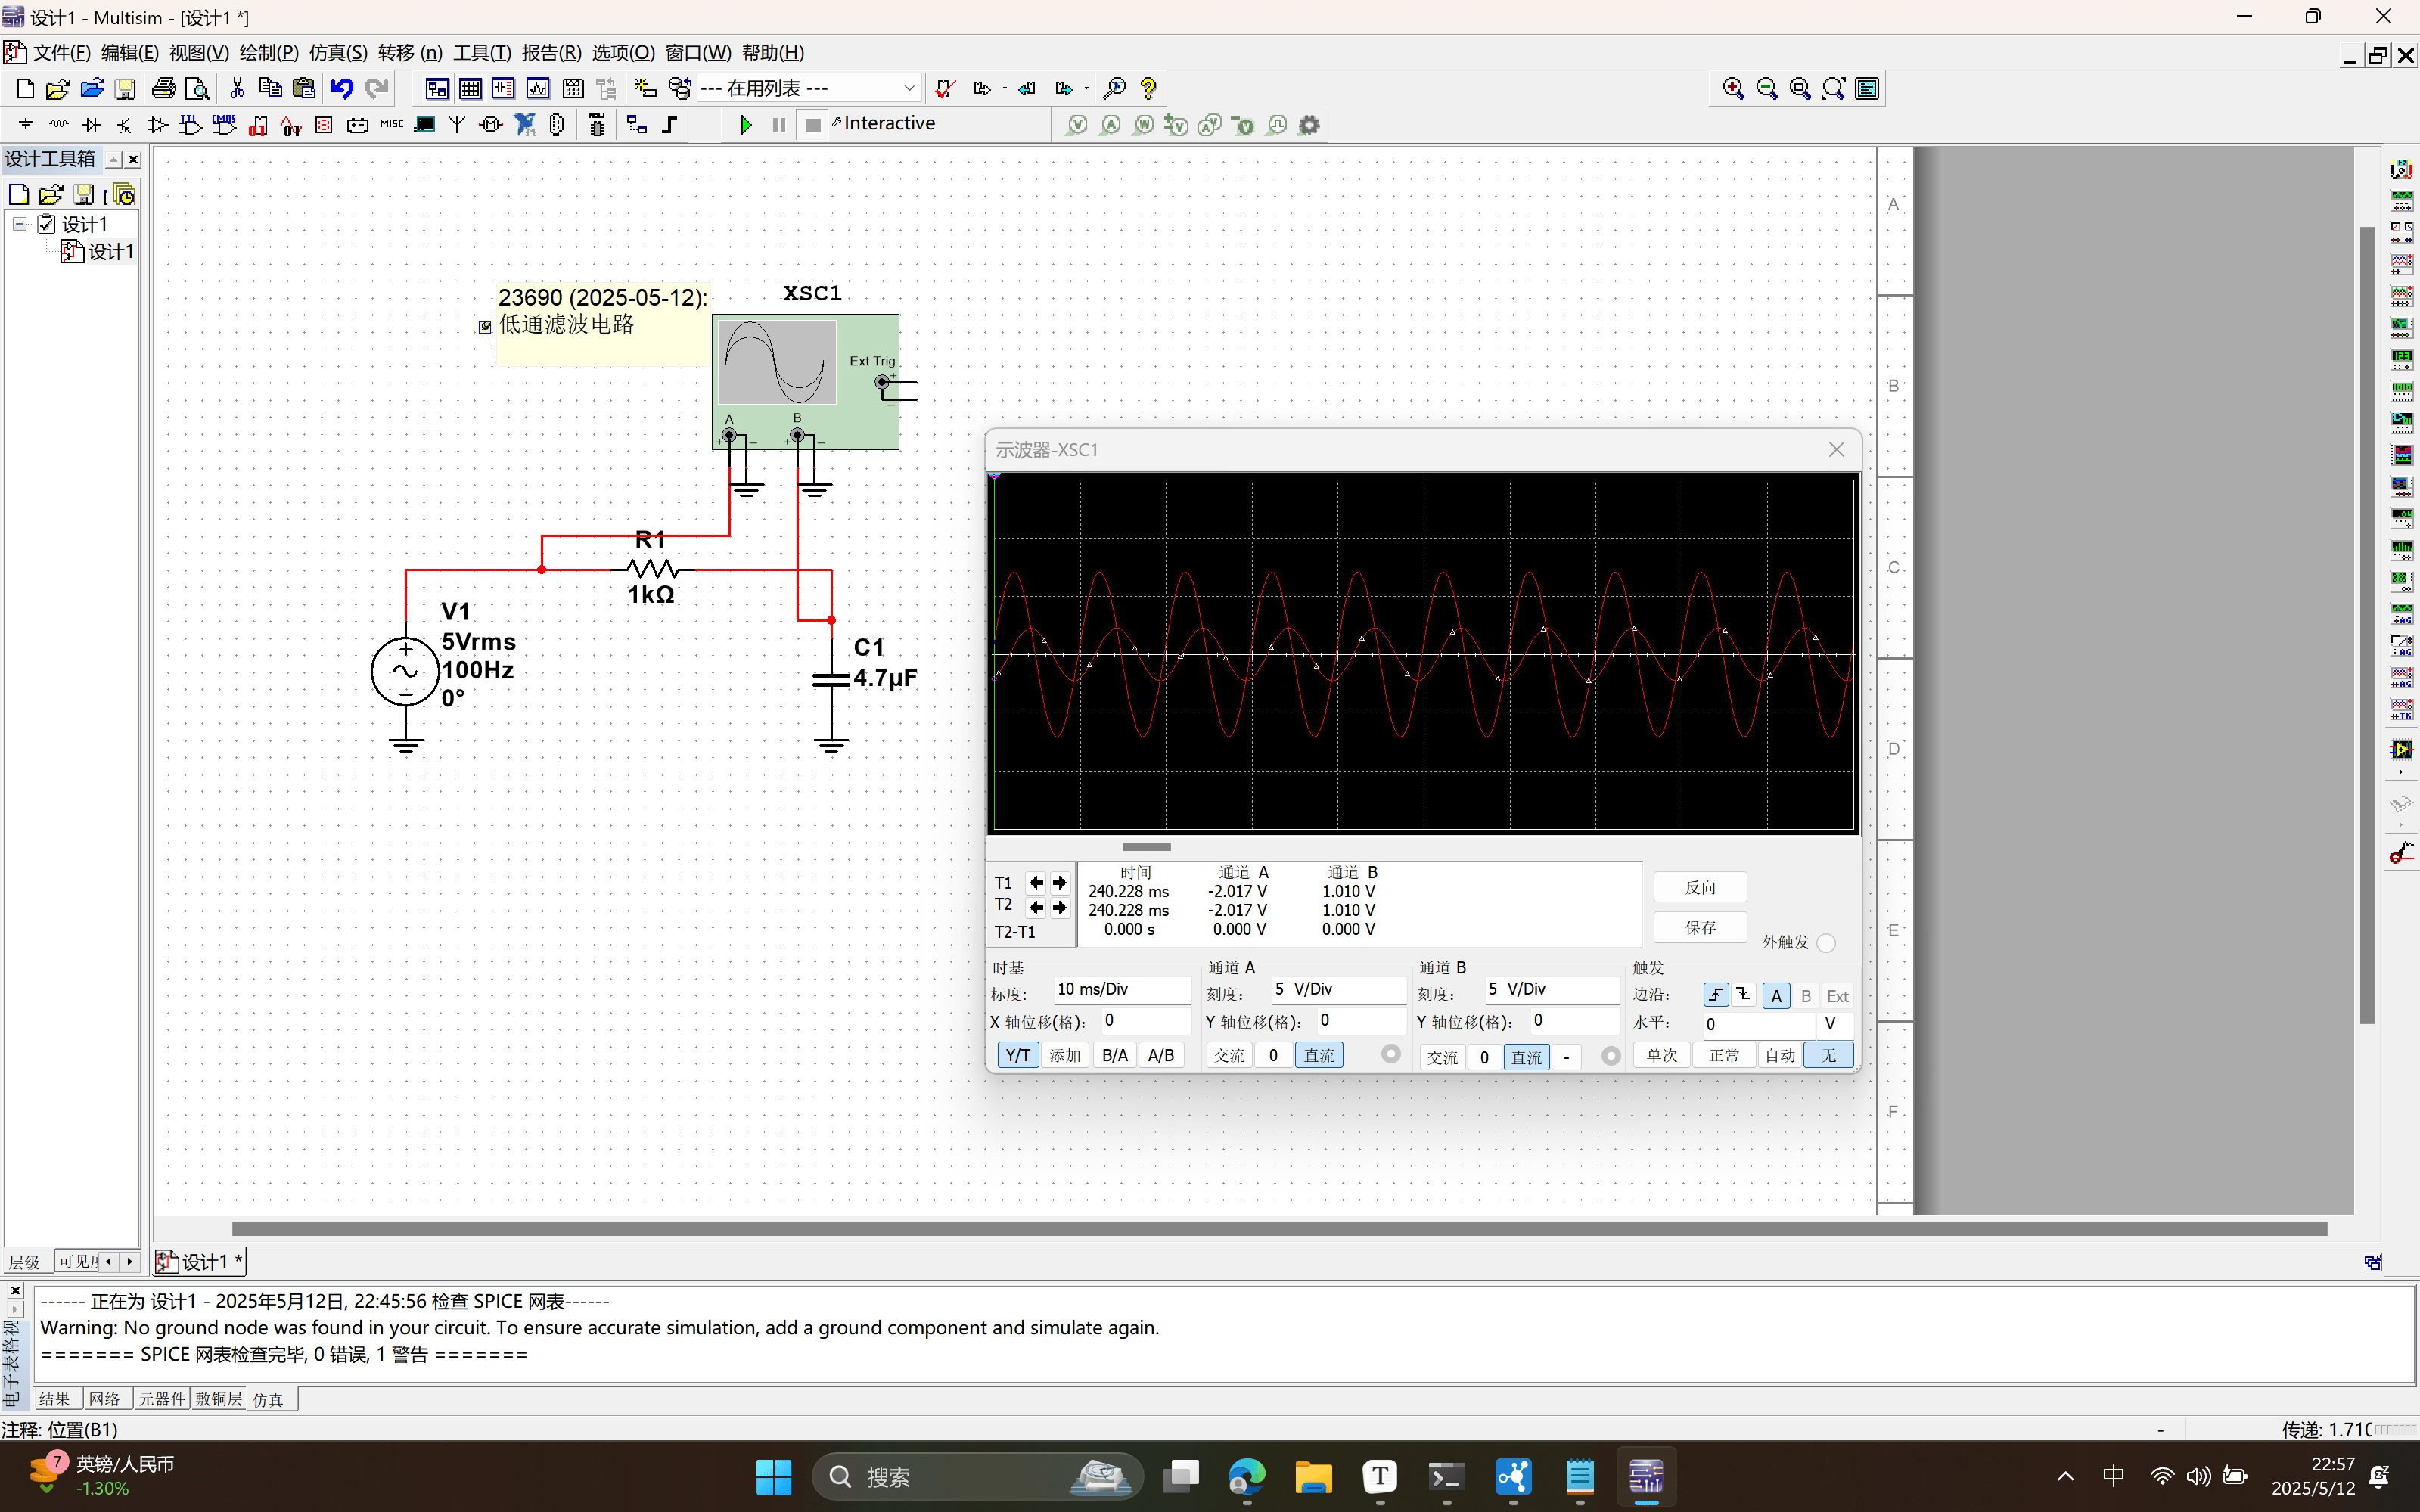 设计1 - Multisim - [设计1 *]
文件(F) 编辑(E) 视图(V) 绘制(P) 仿真(S) 转移 (n) 工具(T) 报告(R) 选项(O) 窗口(W) 帮助(H)
--- 在用列表 ---
MISC
Interactive
设计工具箱
设计1
设计1
23690 (2025-05-12):
低通滤波电路
XSC1
Ext Trig
A
B
R1
1kΩ
V1
5Vrms
100Hz
0°
C1
4.7μF
A
B
C
D
E
F
示波器-XSC1
时间 通道_A 通道_B
T1 240.228 ms -2.017 V 1.010 V
T2 240.228 ms -2.017 V 1.010 V
T2-T1 0.000 s 0.000 V 0.000 V
反向
保存
外触发
时基 通道 A 通道 B 触发
标度: 10 ms/Div 刻度: 5 V/Div 刻度: 5 V/Div 边沿: A B Ext
X 轴位移(格): 0 Y 轴位移(格): 0 Y 轴位移(格): 0 水平: 0 V
Y/T 添加 B/A A/B 交流 0 直流 交流 0 直流 - 单次 正常 自动 无
层级 可见
设计1 *
------ 正在为 设计1 - 2025年5月12日, 22:45:56 检查 SPICE 网表------
Warning: No ground node was found in your circuit. To ensure accurate simulation, add a ground component and simulate again.
======= SPICE 网表检查完毕, 0 错误, 1 警告 =======
电子表格视
结果 网络 元器件 敷铜层 仿真
注释: 位置(B1)
-
传递: 1.71
7 英镑/人民币
-1.30%
搜索
中
22:57
2025/5/12